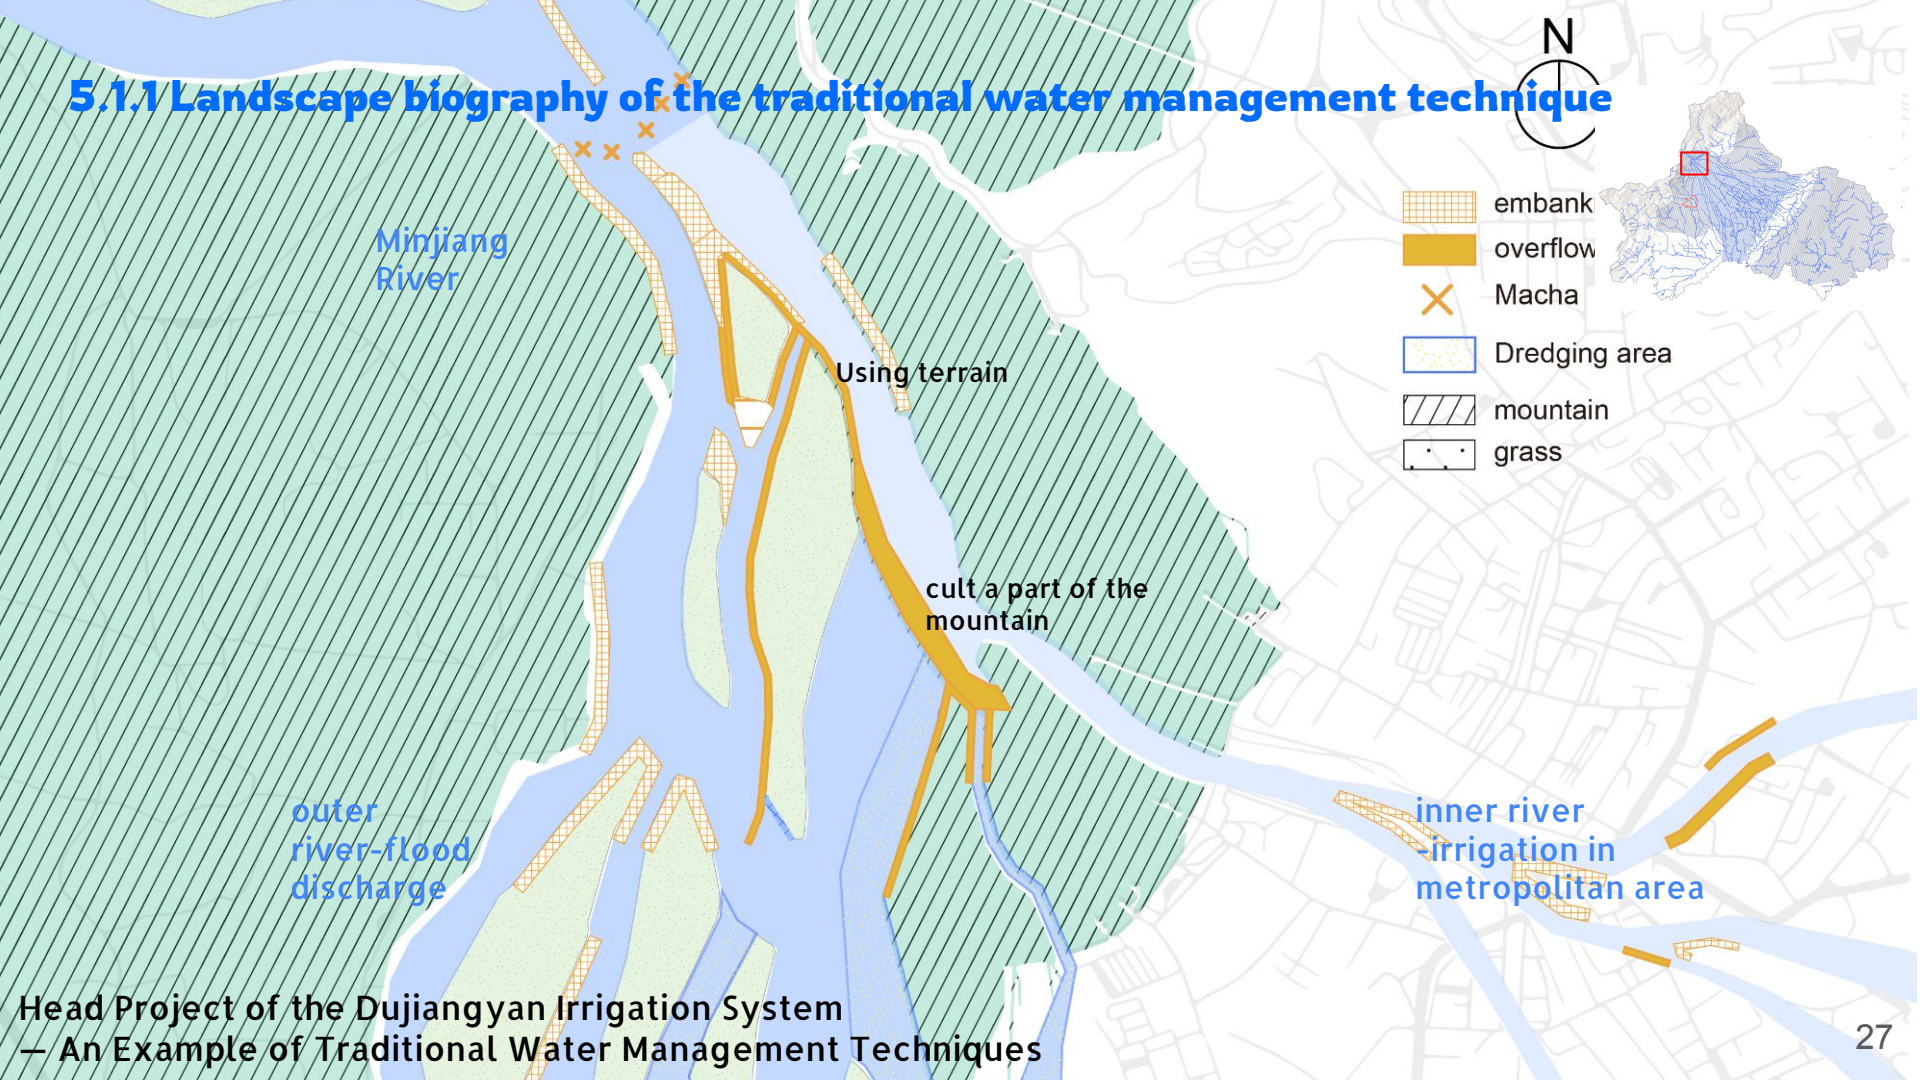 5.1.1 Landscape biography of the traditional water management technique
N
embank
overflow
Macha
Dredging area
mountain
grass
Minjiang
River
Using terrain
cult a part of the
mountain
outer
river-flood
discharge
inner river
-irrigation in
metropolitan area
Head Project of the Dujiangyan Irrigation System
— An Example of Traditional Water Management Techniques
27